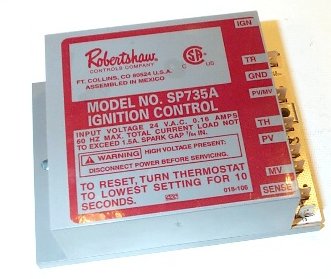 IGN
Robertshaw
CONTROLS COMPANY
C US
FT. COLLINS, CO 80524 U.S.A.
ASSEMBLED IN MEXICO
TR
GND
PV/MV
TH
PV
MV
SENSE
MODEL NO. SP735A
IGNITION CONTROL
INPUT VOLTAGE 24 V.A.C. 0.16 AMPS
60 HZ MAX. TOTAL CURRENT LOAD NOT
TO EXCEED 1.5A. SPARK GAP IN.
WARNING HIGH VOLTAGE PRESENT:
DISCONNECT POWER BEFORE SERVICING.
TO RESET, TURN THERMOSTAT
TO LOWEST SETTING FOR 10
SECONDS.